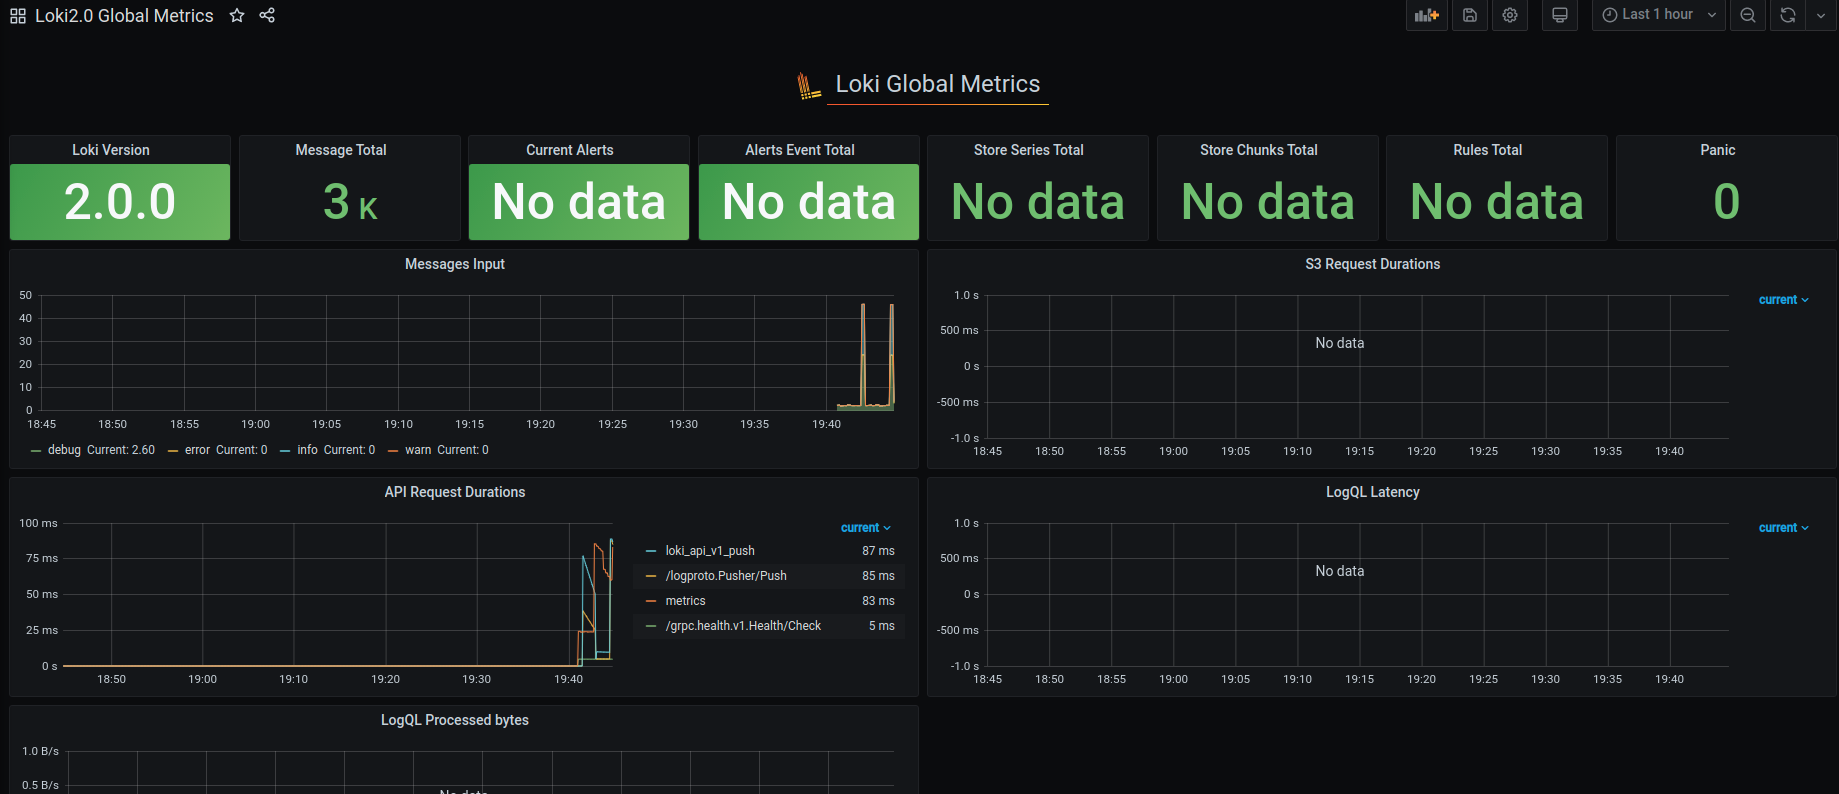 Loki2.0 Global Metrics
Last 1 hour
Loki Global Metrics
Loki Version
2.0.0
Message Total
3 K
Current Alerts
No data
Alerts Event Total
No data
Store Series Total
No data
Store Chunks Total
No data
Rules Total
No data
Panic
0
Messages Input
50
40
30
20
10
0
18:45 18:50 18:55 19:00 19:05 19:10 19:15 19:20 19:25 19:30 19:35 19:40
debug Current: 2.60 error Current: 0 info Current: 0 warn Current: 0
S3 Request Durations
current
1.0 s
500 ms
0 s
-500 ms
-1.0 s
No data
18:45 18:50 18:55 19:00 19:05 19:10 19:15 19:20 19:25 19:30 19:35 19:40
API Request Durations
100 ms
75 ms
50 ms
25 ms
0 s
18:50 19:00 19:10 19:20 19:30 19:40
current
loki_api_v1_push 87 ms
/logproto.Pusher/Push 85 ms
metrics 83 ms
/grpc.health.v1.Health/Check 5 ms
LogQL Latency
current
1.0 s
500 ms
0 s
-500 ms
-1.0 s
No data
18:45 18:50 18:55 19:00 19:05 19:10 19:15 19:20 19:25 19:30 19:35 19:40
LogQL Processed bytes
1.0 B/s
0.5 B/s
No data